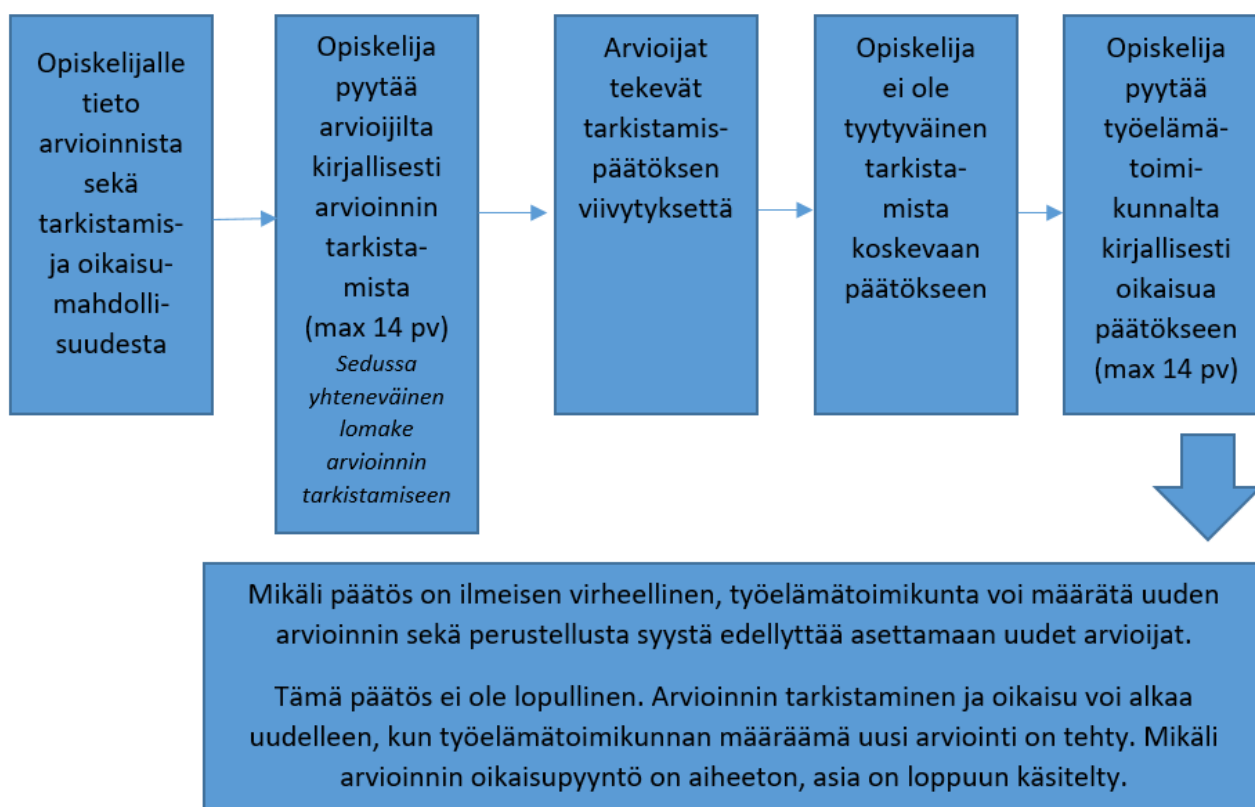 Opiskelijalle
tieto
arvioinnista
sekä
tarkistamis-
ja oikaisu-
mahdolli-
suudesta
Opiskelija
pyytää
arvioijilta
kirjallisesti
arvioinnin
tarkista-
mista
(max 14 pv)
Sedussa
yhteneväinen
lomake
arvioinnin
tarkistamiseen
Arvioijat
tekevät
tarkistamis-
päätöksen
viivytyksettä
Opiskelija
ei ole
tyytyväinen
tarkista-
mista
koskevaan
päätökseen
Opiskelija
pyytää
työelämä-
toimi-
kunnalta
kirjallisesti
oikaisua
päätökseen
(max 14 pv)
Mikäli päätös on ilmeisen virheellinen, työelämätoimikunta voi määrätä uuden
arvioinnin sekä perustellusta syystä edellyttää asettamaan uudet arvioijat.
Tämä päätös ei ole lopullinen. Arvioinnin tarkistaminen ja oikaisu voi alkaa
uudelleen, kun työelämätoimikunnan määräämä uusi arviointi on tehty. Mikäli
arvioinnin oikaisupyyntö on aiheeton, asia on loppuun käsitelty.